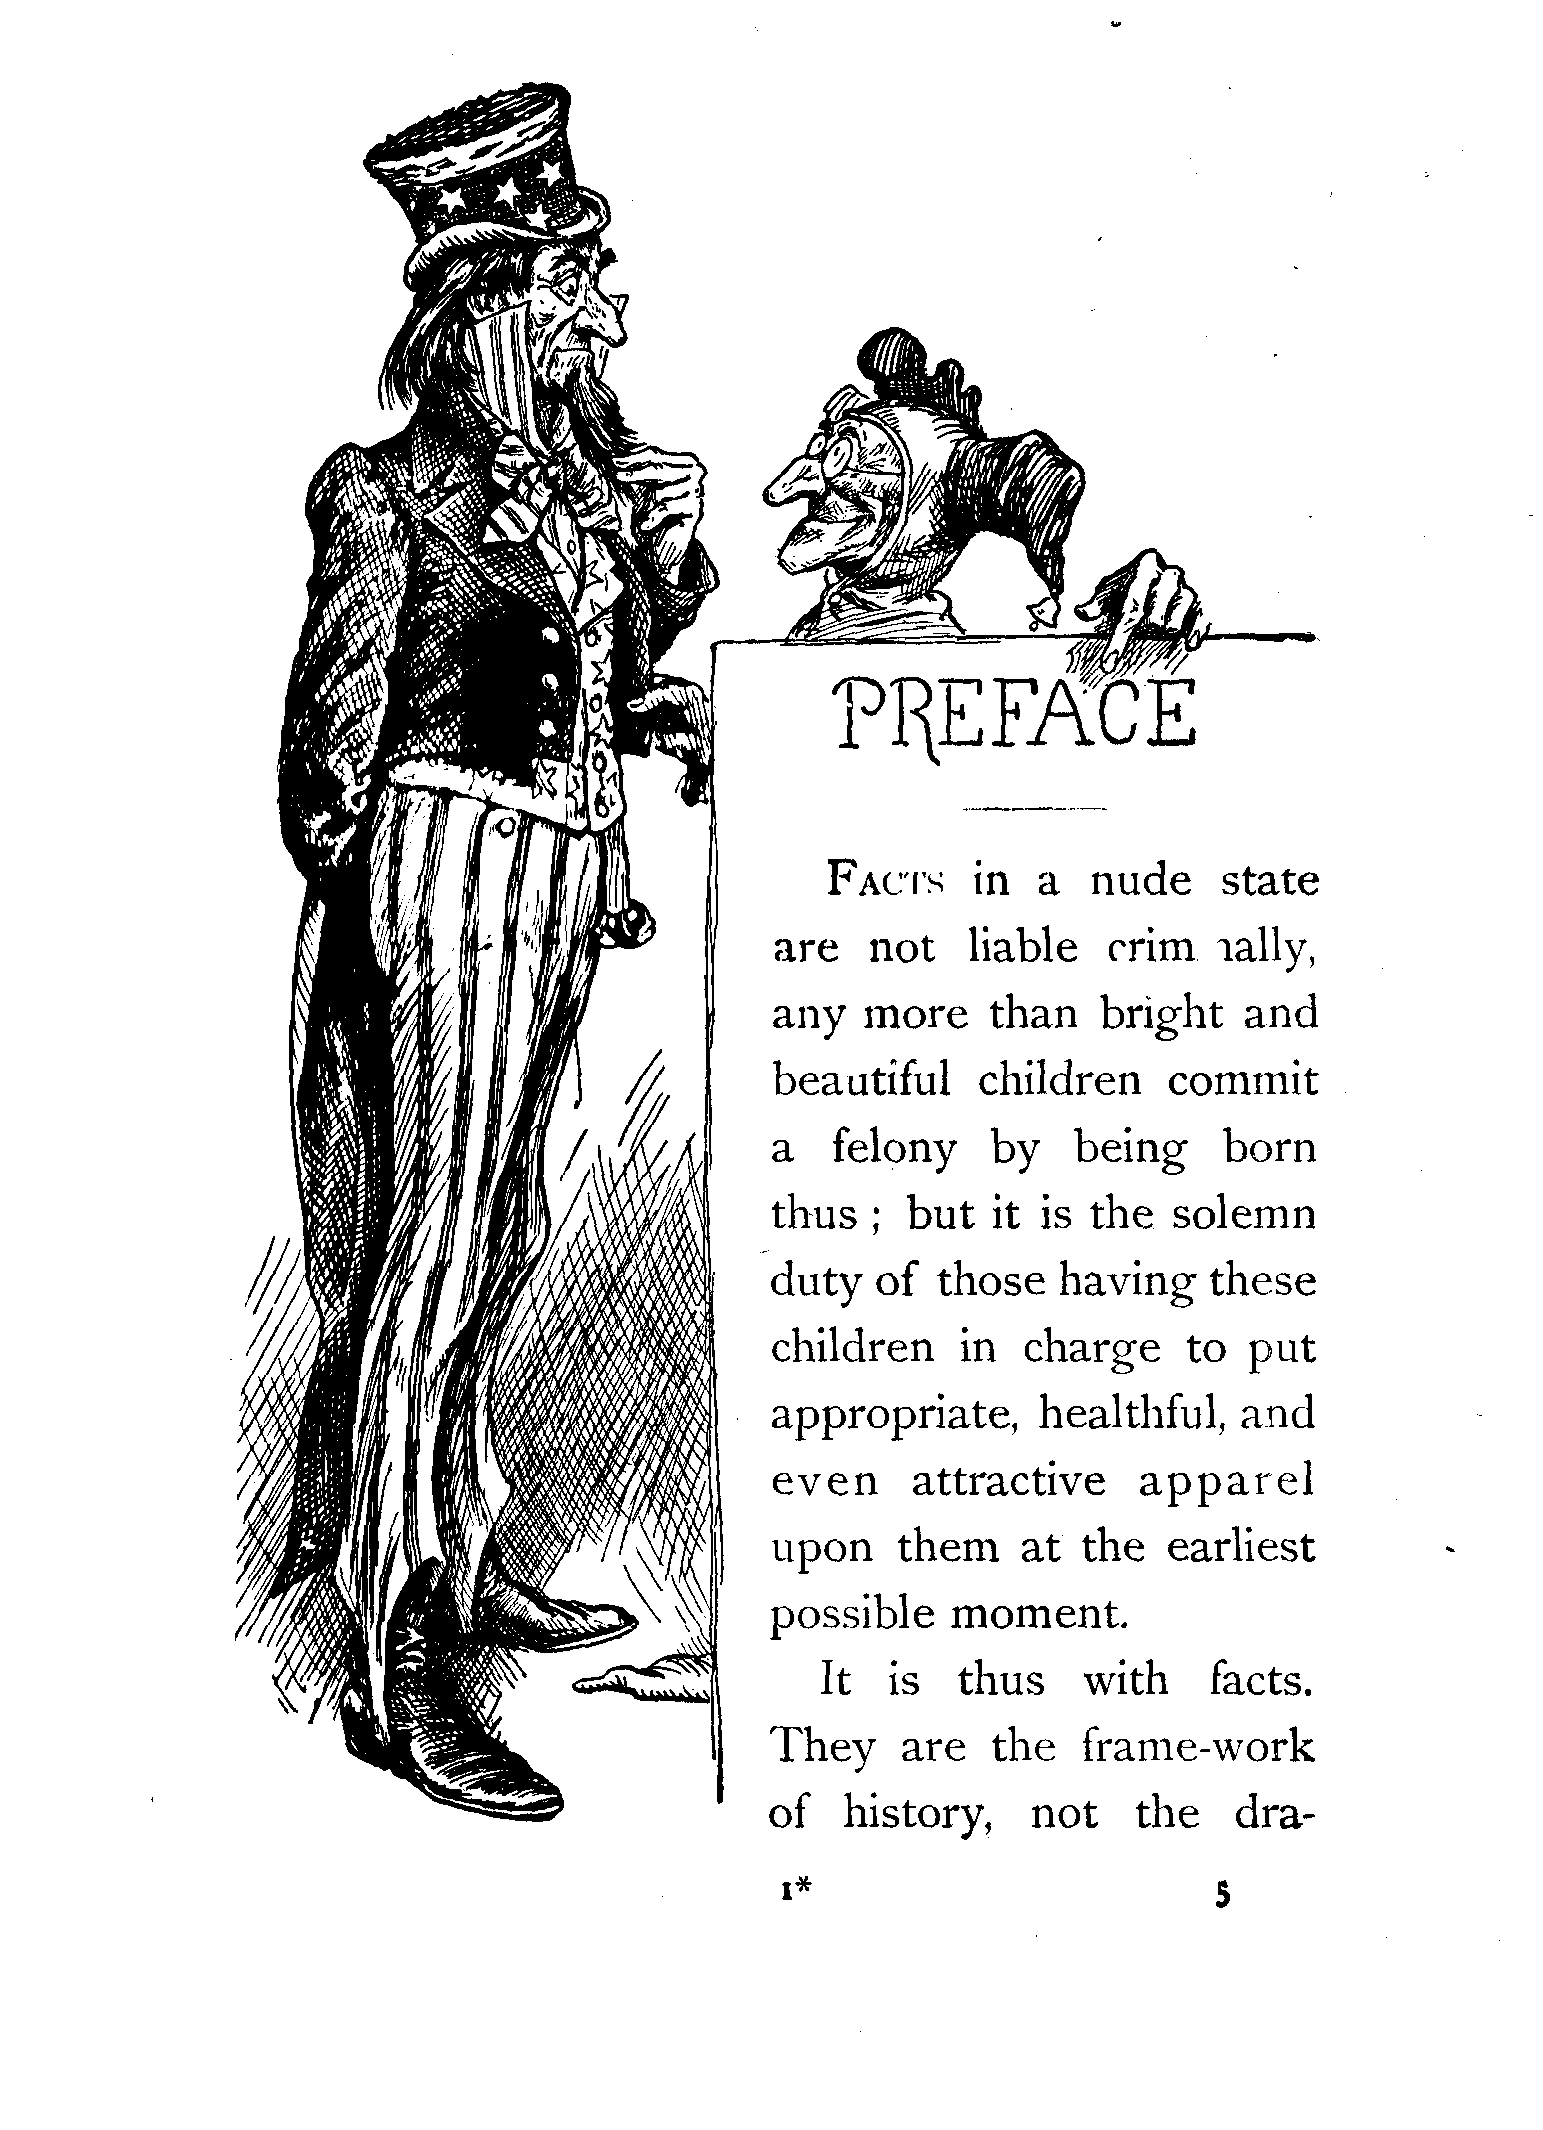 PREFACE
FACTS in a nude state
are not liable crim ially,
any more than bright and
beautiful children commit
a felony by being born
thus ; but it is the solemn
duty of those having these
children in charge to put
appropriate, healthful, and
even attractive apparel
upon them at the earliest
possible moment.
It is thus with facts.
They are the frame-work
of history, not the dra-
1* 5